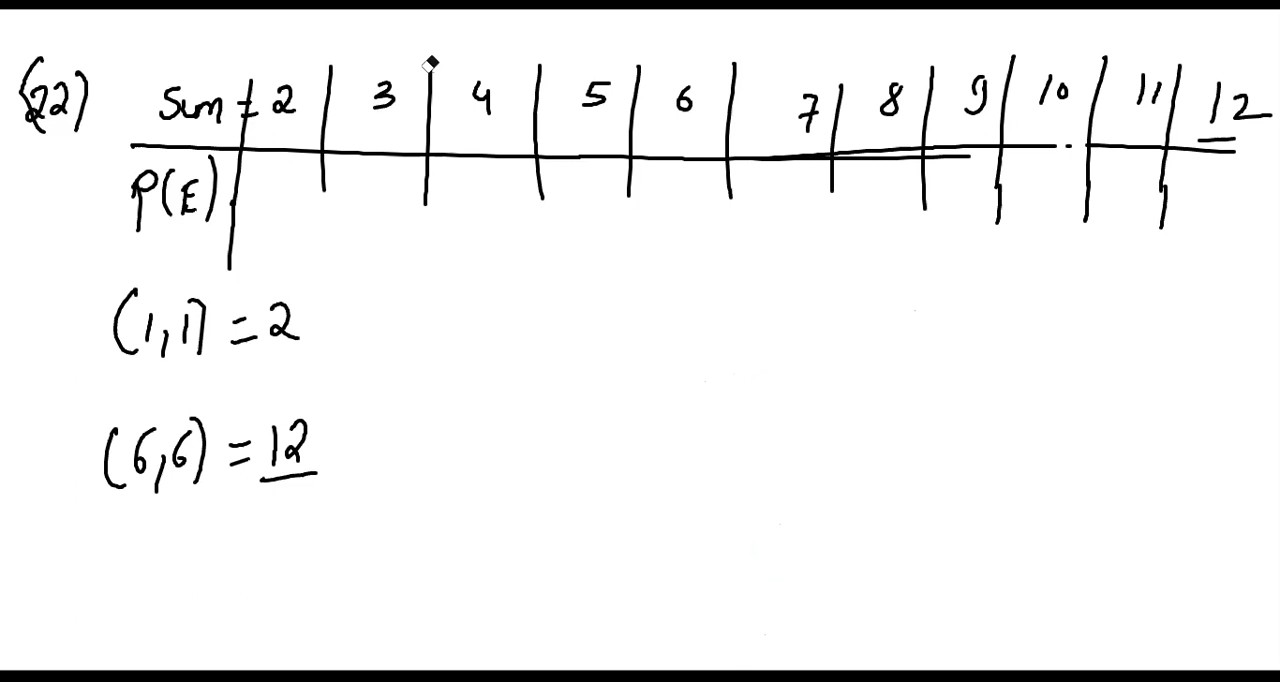 (22) Sum = 2 3 4 5 6 7 8 9 10 11 12
P(E)
(1,1) = 2
(6,6) = 12